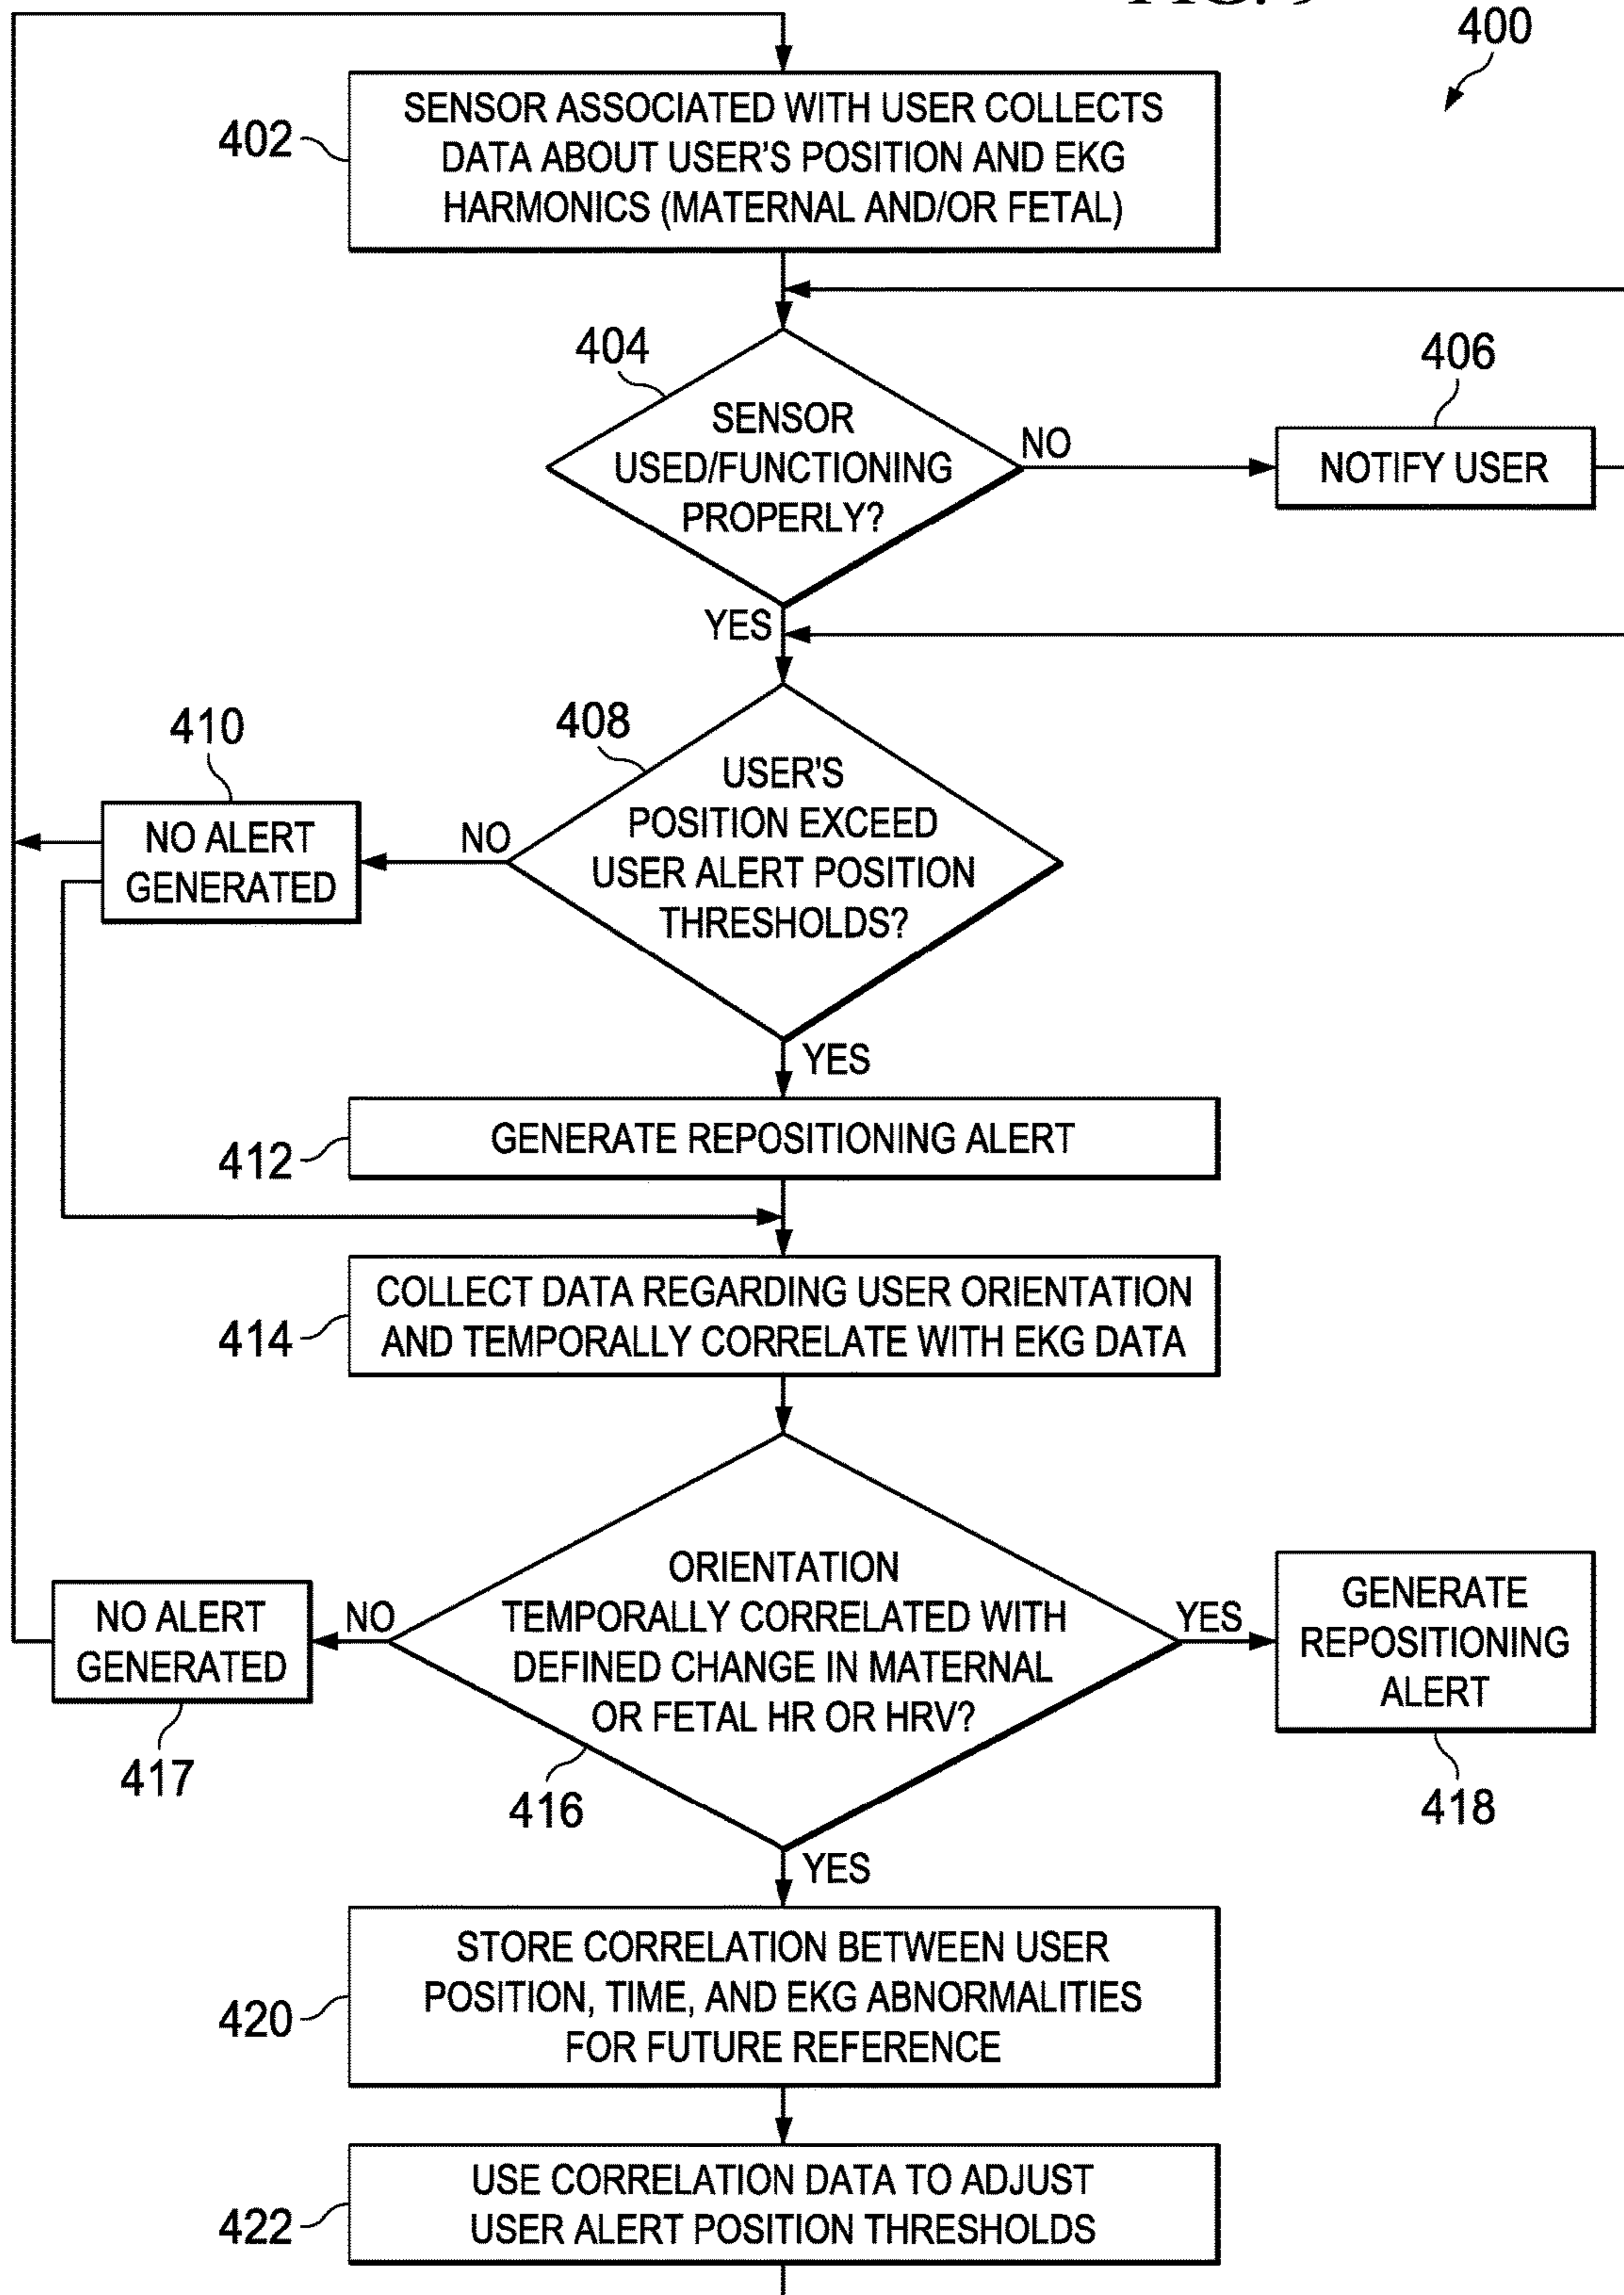 400
402
SENSOR ASSOCIATED WITH USER COLLECTS
DATA ABOUT USER'S POSITION AND EKG
HARMONICS (MATERNAL AND/OR FETAL)
404
SENSOR
USED/FUNCTIONING
PROPERLY?
NO
406
NOTIFY USER
YES
408
USER'S
POSITION EXCEED
USER ALERT POSITION
THRESHOLDS?
NO
410
NO ALERT
GENERATED
YES
412
GENERATE REPOSITIONING ALERT
414
COLLECT DATA REGARDING USER ORIENTATION
AND TEMPORALLY CORRELATE WITH EKG DATA
416
ORIENTATION
TEMPORALLY CORRELATED WITH
DEFINED CHANGE IN MATERNAL
OR FETAL HR OR HRV?
NO
NO ALERT
GENERATED
417
YES
GENERATE
REPOSITIONING
ALERT
418
YES
420
STORE CORRELATION BETWEEN USER
POSITION, TIME, AND EKG ABNORMALITIES
FOR FUTURE REFERENCE
422
USE CORRELATION DATA TO ADJUST
USER ALERT POSITION THRESHOLDS